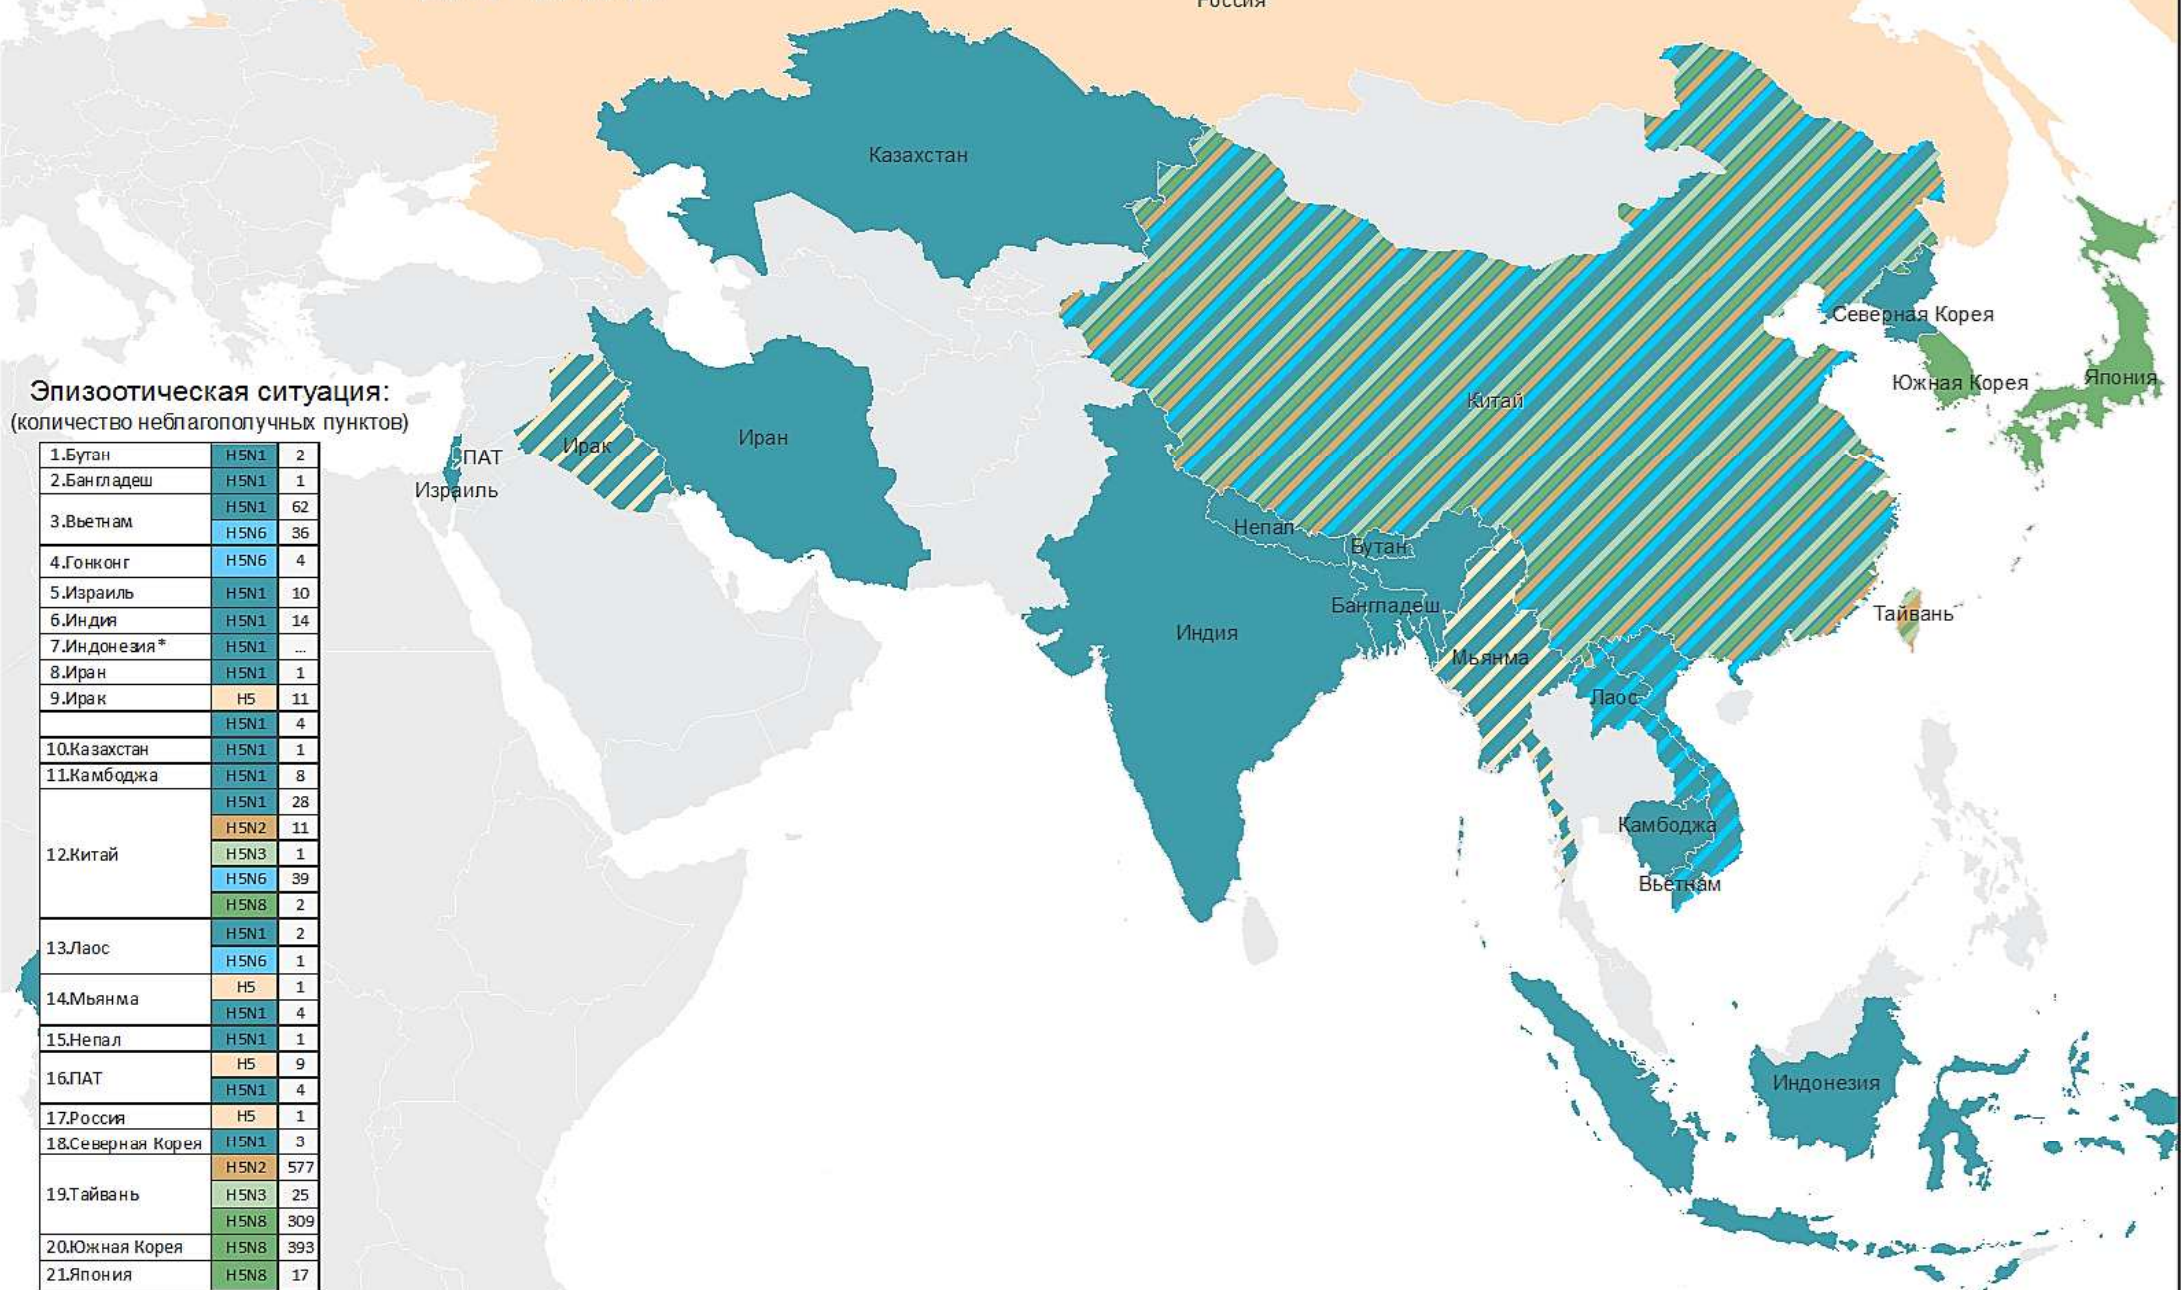 Россия
Казахстан
Северная Корея
Южная Корея
Япония
Китай
Эпизоотическая ситуация:
(количество неблагополучных пунктов)
Иран
Ирак
ПАТ
Израиль
Непал
Бутан
Бангладеш
Индия
Тайвань
Мьянма
Лаос
Камбоджа
Вьетнам
Индонезия
1.Бутан H5N1 2
2.Бангладеш H5N1 1
3.Вьетнам H5N1 62
H5N6 36
4.Гонконг H5N6 4
5.Израиль H5N1 10
6.Индия H5N1 14
7.Индонезия* H5N1 ...
8.Иран H5N1 1
9.Ирак H5 11
H5N1 4
10.Казахстан H5N1 1
11.Камбоджа H5N1 8
12.Китай H5N1 28
H5N2 11
H5N3 1
H5N6 39
H5N8 2
13.Лаос H5N1 2
H5N6 1
14.Мьянма H5 1
H5N1 4
15.Непал H5N1 1
16.ПАТ H5 9
H5N1 4
17.Россия H5 1
18.Северная Корея H5N1 3
19.Тайвань H5N2 577
H5N3 25
H5N8 309
20.Южная Корея H5N8 393
21.Япония H5N8 17